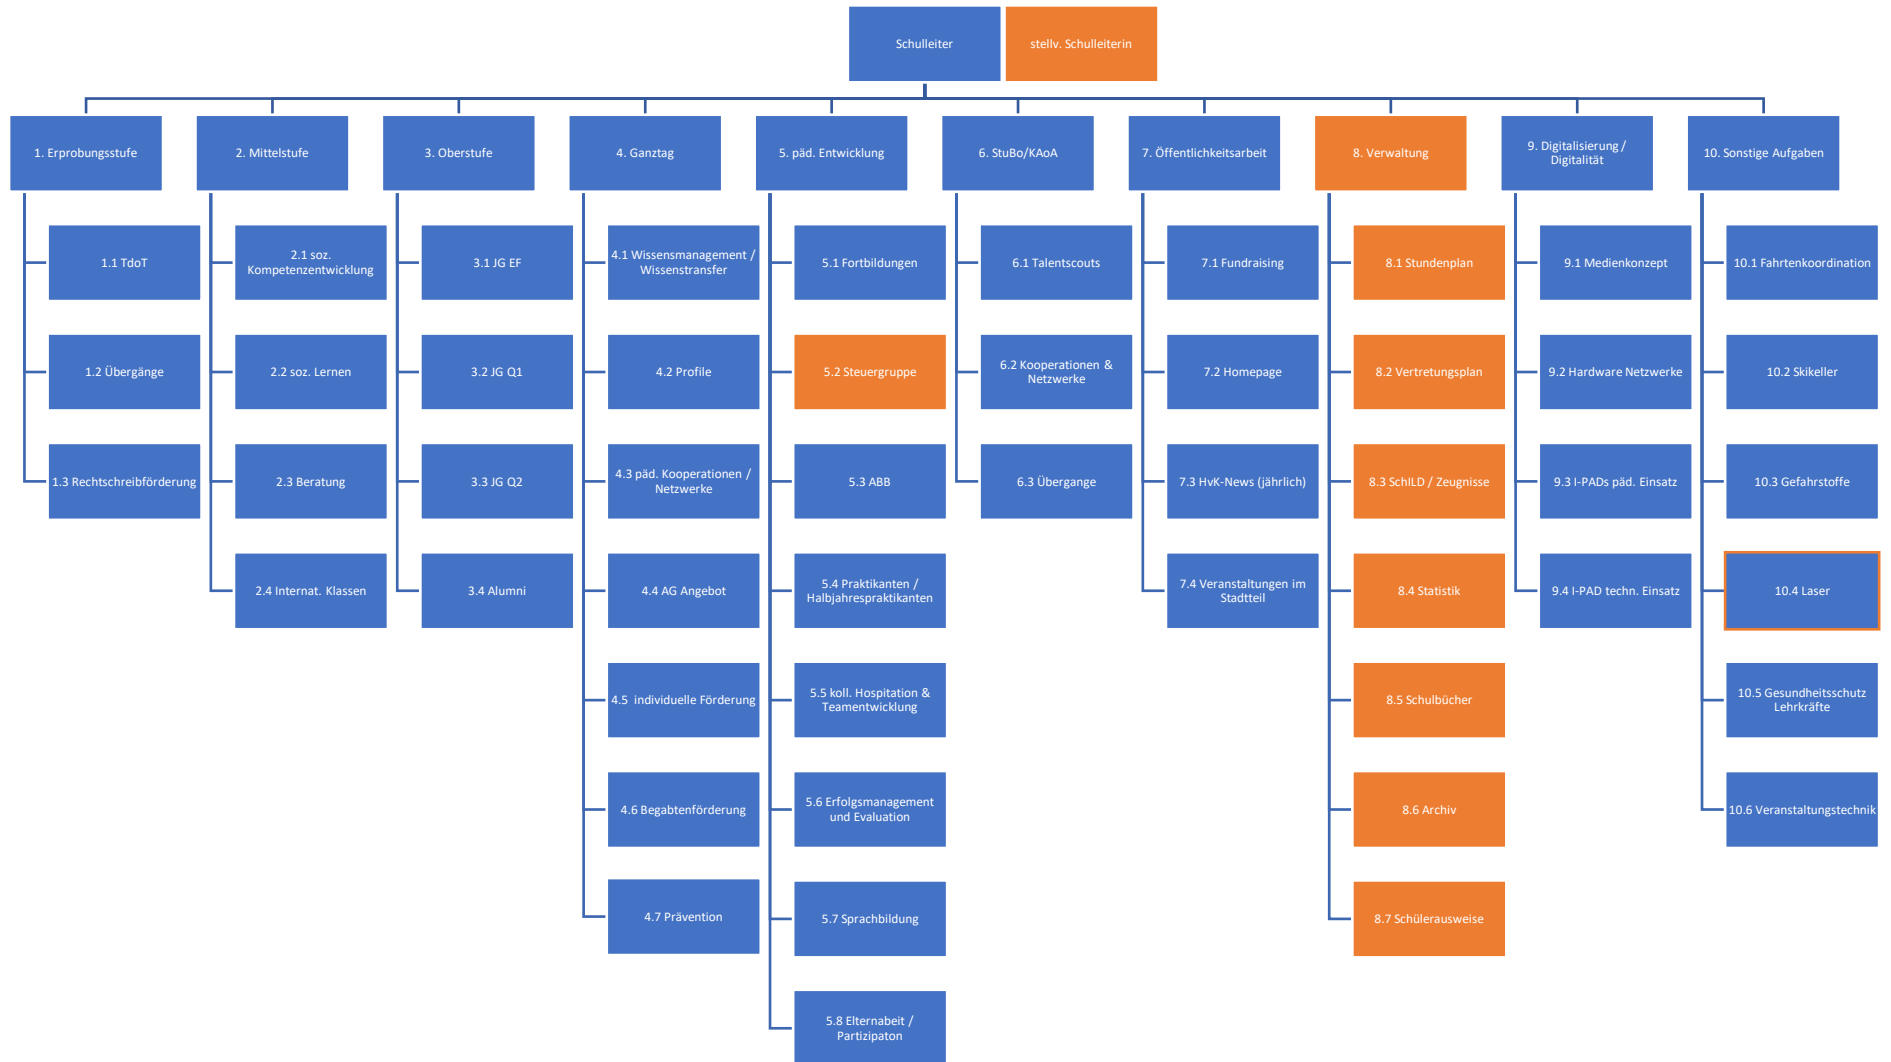 Schulleiter
stellv. Schulleiterin
1. Erprobungsstufe
2. Mittelstufe
3. Oberstufe
4. Ganztag
5. päd. Entwicklung
6. StuBo/KAoA
7. Öffentlichkeitsarbeit
8. Verwaltung
9. Digitalisierung /
Digitalität
10. Sonstige Aufgaben
1.1 TdoT
1.2 Übergänge
1.3 Rechtschreibförderung
2.1 soz.
Kompetenzentwicklung
2.2 soz. Lernen
2.3 Beratung
2.4 Internat. Klassen
3.1 JG EF
3.2 JG Q1
3.3 JG Q2
3.4 Alumni
4.1 Wissensmanagement /
Wissenstransfer
4.2 Profile
4.3 päd. Kooperationen /
Netzwerke
4.4 AG Angebot
4.5 individuelle Förderung
4.6 Begabtenförderung
4.7 Prävention
5.1 Fortbildungen
5.2 Steuergruppe
5.3 ABB
5.4 Praktikanten /
Halbjahrespraktikanten
5.5 koll. Hospitation &
Teamentwicklung
5.6 Erfolgsmanagement
und Evaluation
5.7 Sprachbildung
5.8 Elternabeit /
Partizipaton
6.1 Talentscouts
6.2 Kooperationen &
Netzwerke
6.3 Übergange
7.1 Fundraising
7.2 Homepage
7.3 HvK-News (jährlich)
7.4 Veranstaltungen im
Stadtteil
8.1 Stundenplan
8.2 Vertretungsplan
8.3 SchILD / Zeugnisse
8.4 Statistik
8.5 Schulbücher
8.6 Archiv
8.7 Schülerausweise
9.1 Medienkonzept
9.2 Hardware Netzwerke
9.3 I-PADs päd. Einsatz
9.4 I-PAD techn. Einsatz
10.1 Fahrtenkoordination
10.2 Skikeller
10.3 Gefahrstoffe
10.4 Laser
10.5 Gesundheitsschutz
Lehrkräfte
10.6 Veranstaltungstechnik